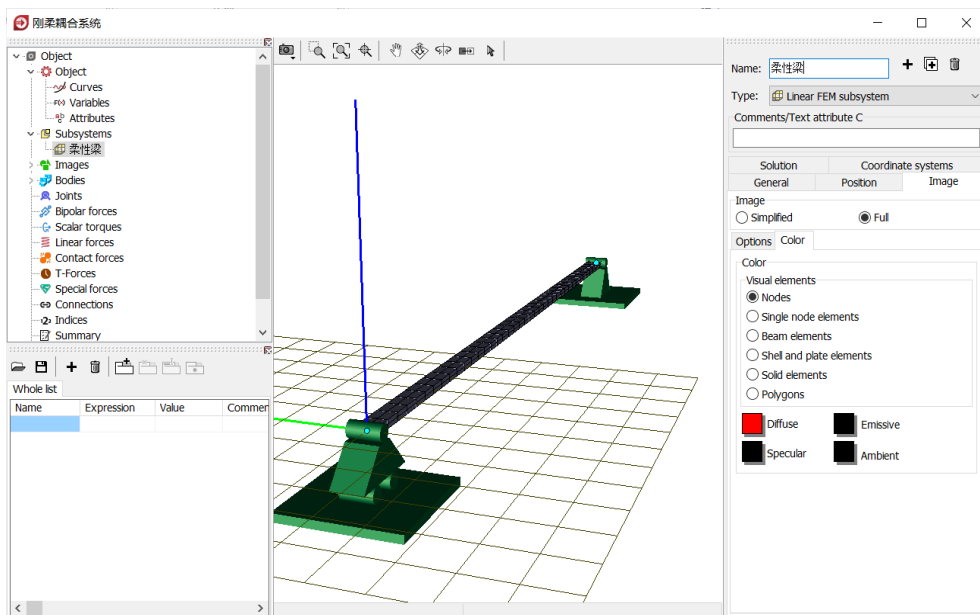 刚柔耦合系统
Object
Object
Curves
F(x) Variables
Attributes
Subsystems
柔性梁
Images
Bodies
Joints
Bipolar forces
Scalar torques
Linear forces
Contact forces
T-Forces
Special forces
Connections
Indices
Summary
Whole list
Name Expression Value Commer
Name: 柔性梁
Type: Linear FEM subsystem
Comments/Text attribute C
Solution Coordinate systems
General Position Image
Image
Simplified Full
Options Color
Color
Visual elements
Nodes
Single node elements
Beam elements
Shell and plate elements
Solid elements
Polygons
Diffuse Emissive
Specular Ambient